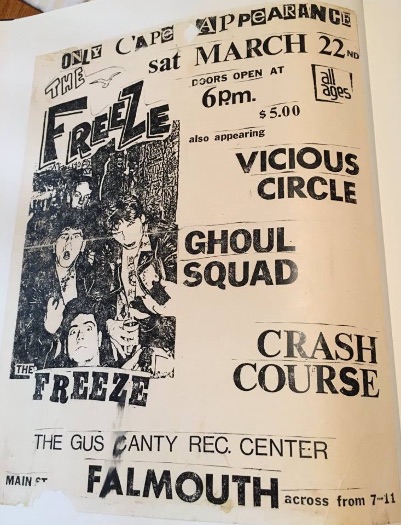 ONLY CAPE APPEARANCE
sat MARCH 22ND
THE
FREEZE
DOORS OPEN AT
6pm.
all
ages
$5.00
also appearing
VICIOUS
CIRCLE
GHOUL
SQUAD
CRASH
COURSE
THE
FREEZE
THE GUS CANTY REC. CENTER
MAIN ST
FALMOUTH
across from 7-11